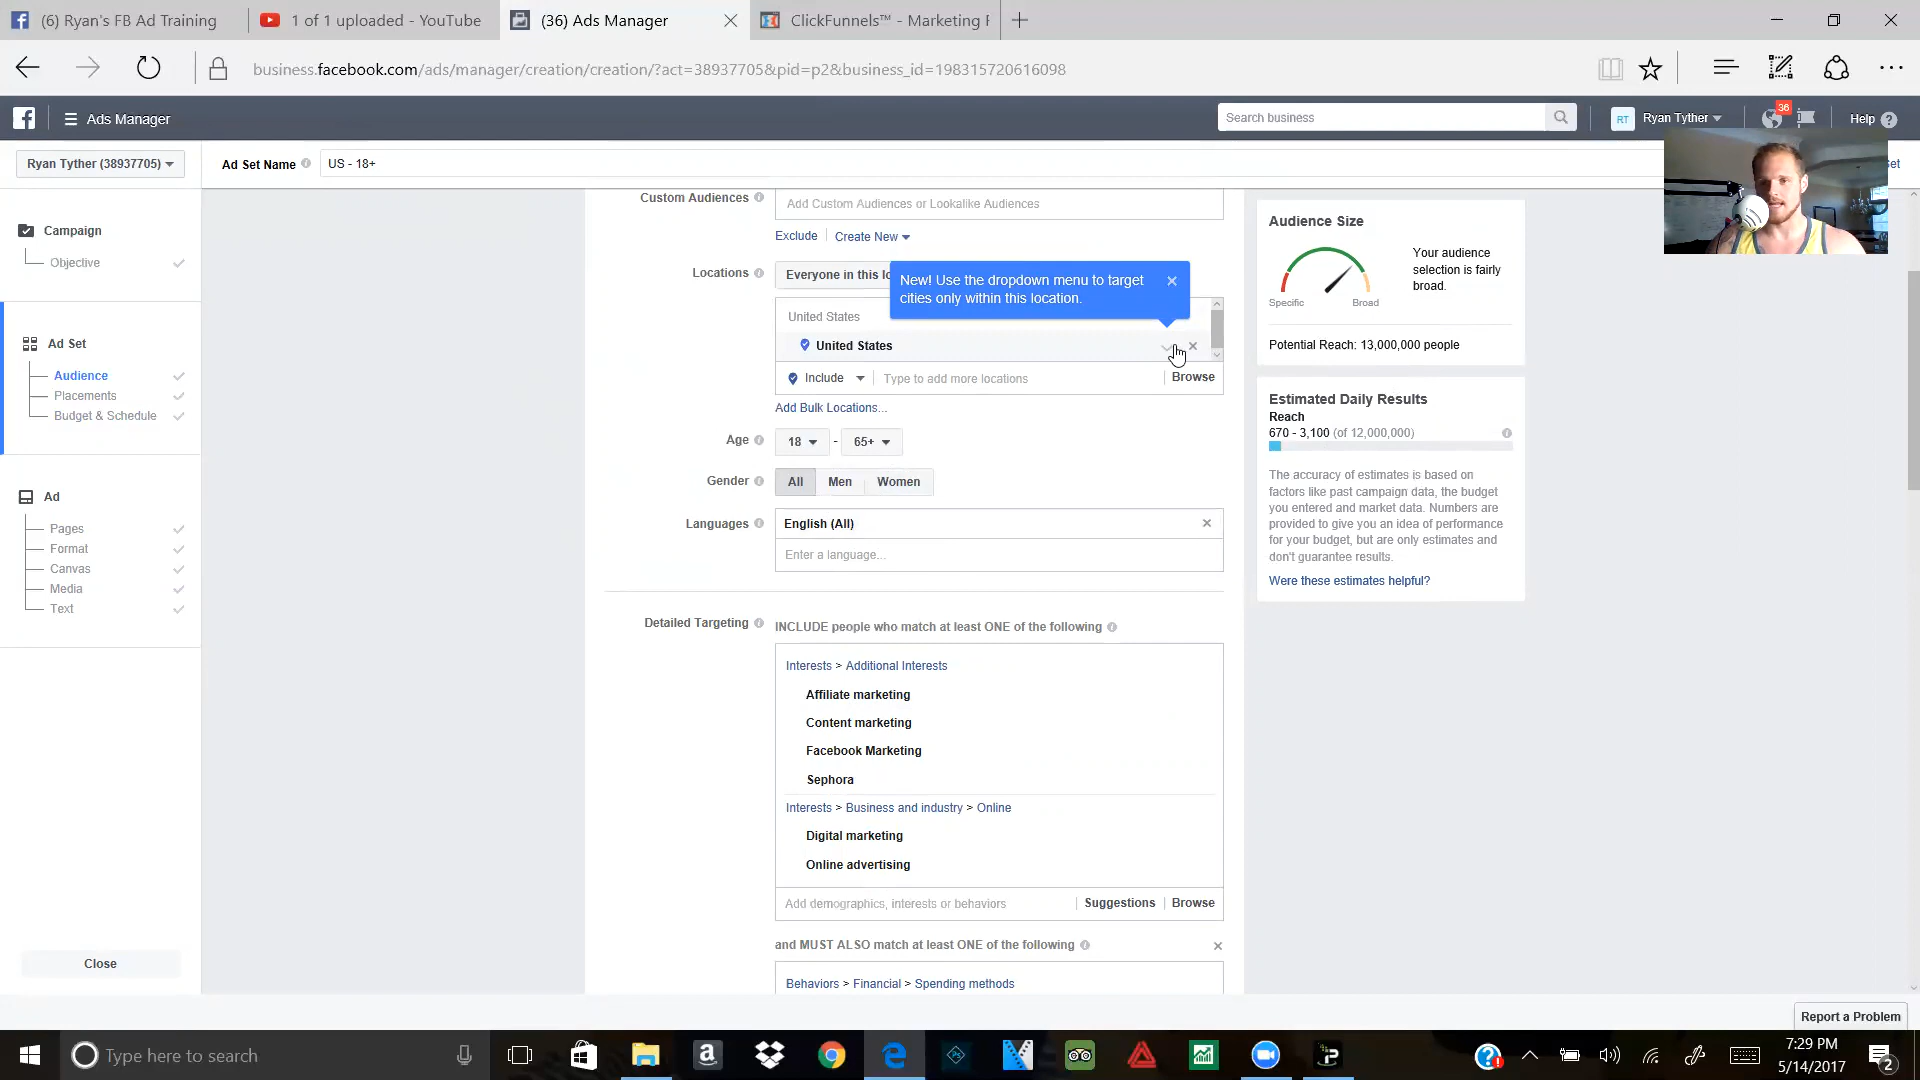 (6) Ryan's FB Ad Training
1 of 1 uploaded - YouTube
(36) Ads Manager
ClickFunnels™ - Marketing F
business.facebook.com/ads/manager/creation/creation/?act=38937705&pid=p2&business_id=198315720616098
Ads Manager
Search business
RT
Ryan Tyther
36
Help
Ryan Tyther (38937705)
Ad Set Name
US - 18+
Campaign
Objective
Ad Set
Audience
Placements
Budget & Schedule
Ad
Pages
Format
Canvas
Media
Text
Close
Custom Audiences
Add Custom Audiences or Lookalike Audiences
Exclude
Create New
Locations
Everyone in this lo
New! Use the dropdown menu to target
cities only within this location.
United States
United States
Include
Type to add more locations
Browse
Add Bulk Locations...
Age
18
-
65+
Gender
All
Men
Women
Languages
English (All)
Enter a language...
Detailed Targeting
INCLUDE people who match at least ONE of the following
Interests > Additional Interests
Affiliate marketing
Content marketing
Facebook Marketing
Sephora
Interests > Business and industry > Online
Digital marketing
Online advertising
Add demographics, interests or behaviors
Suggestions
Browse
and MUST ALSO match at least ONE of the following
Behaviors > Financial > Spending methods
Audience Size
Specific
Broad
Your audience
selection is fairly
broad.
Potential Reach: 13,000,000 people
Estimated Daily Results
Reach
670 - 3,100 (of 12,000,000)
The accuracy of estimates is based on
factors like past campaign data, the budget
you entered and market data. Numbers are
provided to give you an idea of performance
for your budget, but are only estimates and
don't guarantee results.
Were these estimates helpful?
Report a Problem
Type here to search
7:29 PM
5/14/2017
2